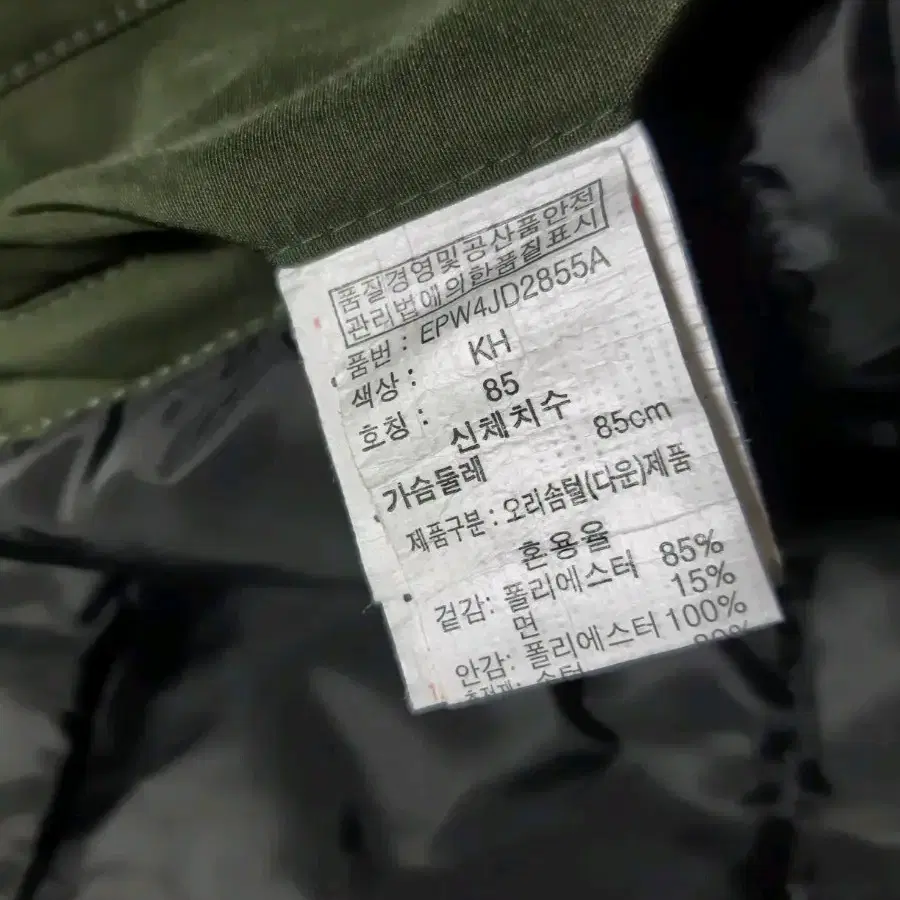 품질경영및공산품안전
관리법에의한품질표시
품번 : EPW4JD2855A
색상 : KH
호칭 : 85
신체치수
가슴둘레 85cm
제품구분 : 오리솜털(다운)제품
혼용율
겉감: 폴리에스터 85%
면 15%
안감: 폴리에스터 100%